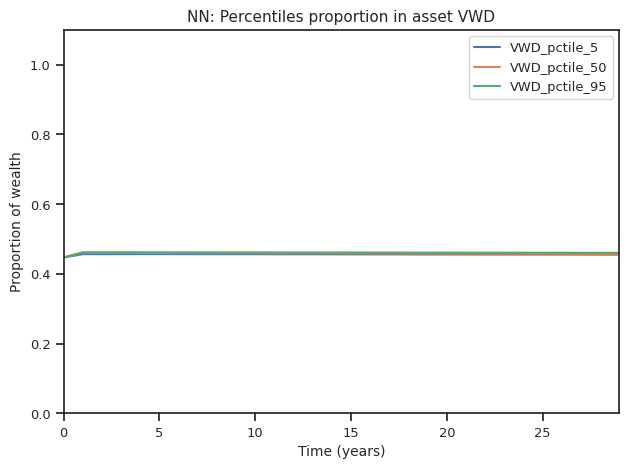 NN: Percentiles proportion in asset VWD
VWD_pctile_5
VWD_pctile_50
VWD_pctile_95
Proportion of wealth
1.0
0.8
0.6
0.4
0.2
0.0
0 5 10 15 20 25
Time (years)